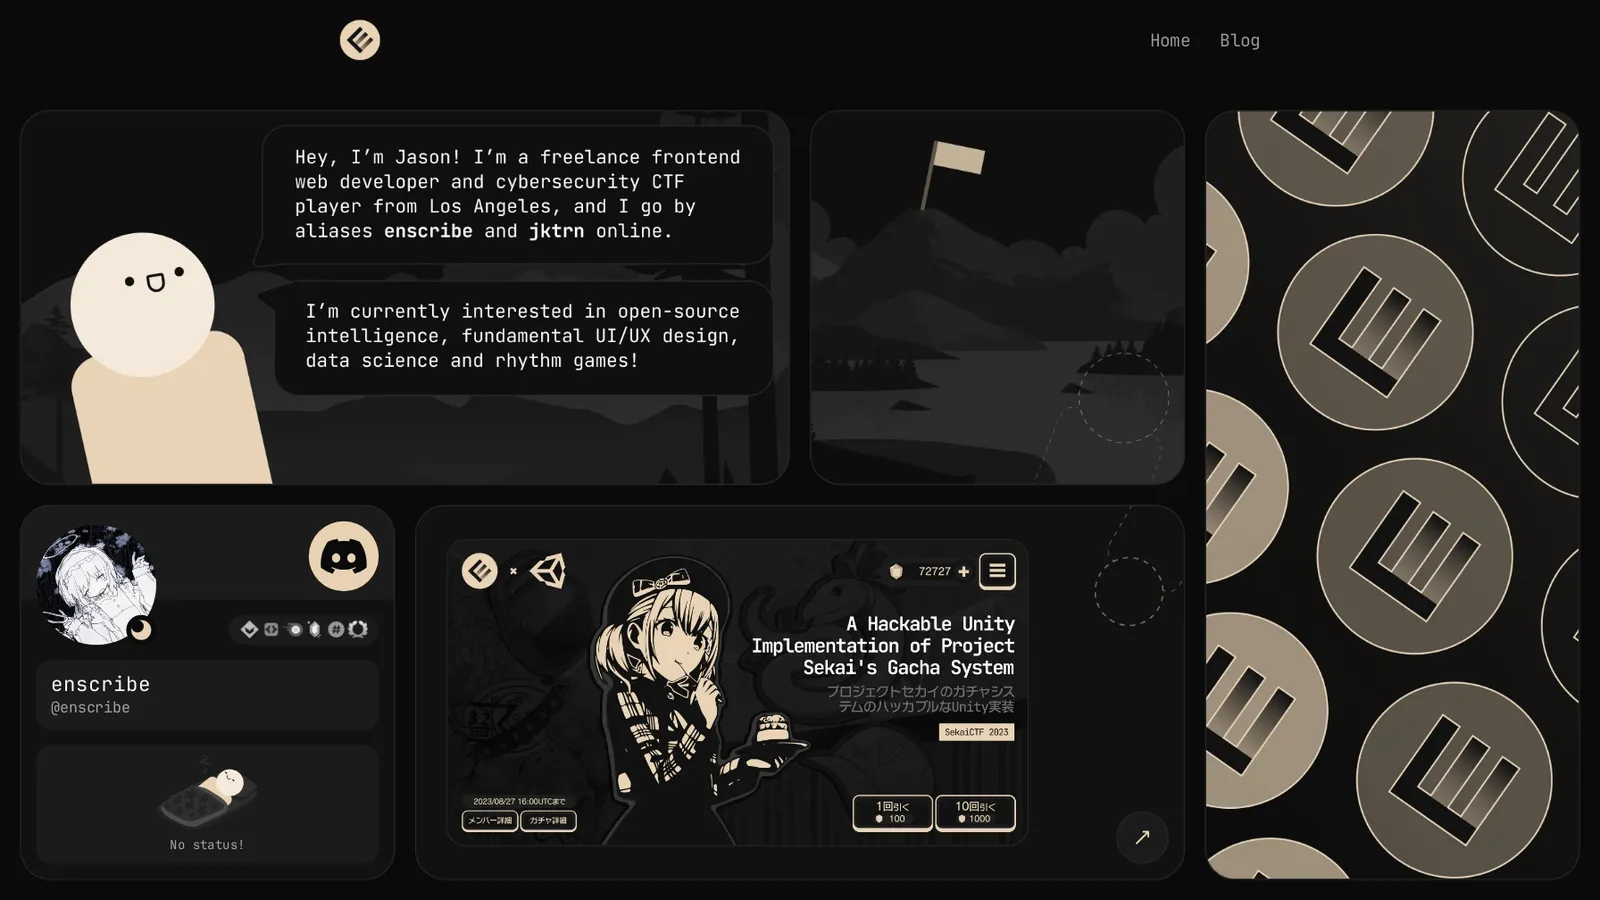 Home Blog
Hey, I’m Jason! I’m a freelance frontend
web developer and cybersecurity CTF
player from Los Angeles, and I go by
aliases enscribe and jktrn online.
I’m currently interested in open-source
intelligence, fundamental UI/UX design,
data science and rhythm games!
enscribe
@enscribe
No status!
72727
A Hackable Unity
Implementation of Project
Sekai's Gacha System
プロジェクトセカイのガチャシス
テムのハッカブルなUnity実装
SekaiCTF 2023
2023/08/27 16:00UTCまで
メンバー詳細 ガチャ詳細
1回引く
100
10回引く
1000